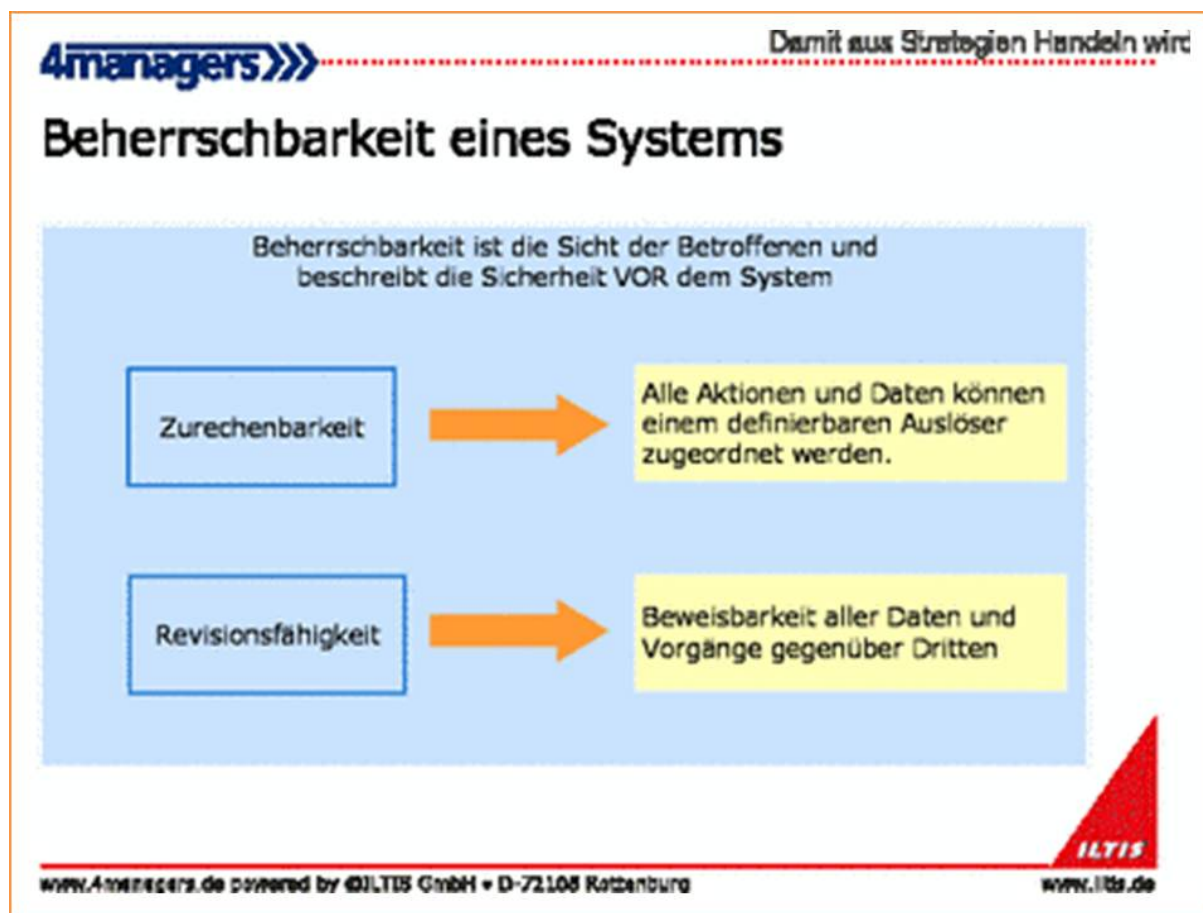 4managers
Damit aus Strategien Handeln wird
Beherrschbarkeit eines Systems
Beherrschbarkeit ist die Sicht der Betroffenen und
beschreibt die Sicherheit VOR dem System
Zurechenbarkeit
Alle Aktionen und Daten können
einem definierbaren Auslöser
zugeordnet werden.
Revisionsfähigkeit
Beweisbarkeit aller Daten und
Vorgänge gegenüber Dritten
ILTIS
www.4managers.de powered by ©ILTIS GmbH • D-72108 Rottenburg
www.iltis.de